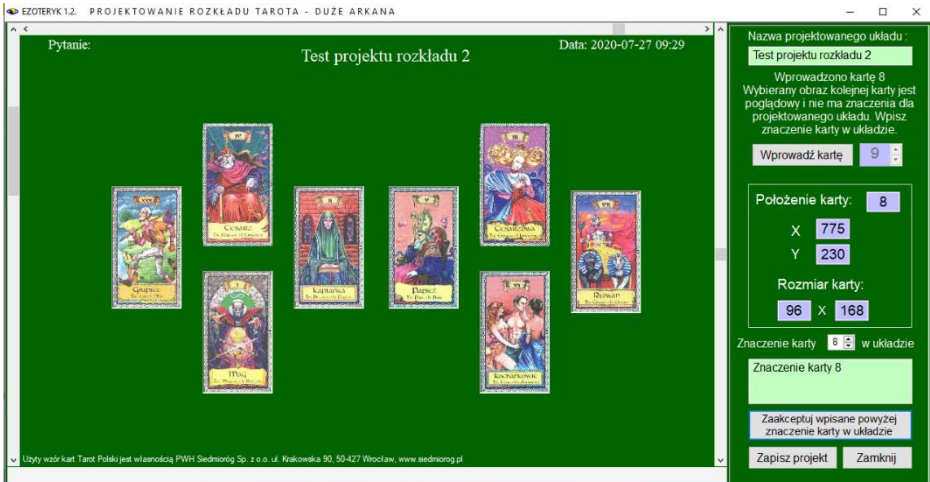 EZOTERYK 1.2. PROJEKTOWANIE ROZKŁADU TAROTA - DUŻE ARKANA
Pytanie:
Data: 2020-07-27 09:29
Test projektu rozkładu 2
IV
Cesarz
III
Cesarzowa
Głupiec
II
Kapłanka
V
Papież
VII
Rydwan
I
Mag
VI
Kochankowie
Użyty wzór kart Tarot Polski jest własnością PWH Siedmioróg Sp. z o.o. ul. Krakowska 90, 50-427 Wrocław, www.siedmiorog.pl
Nazwa projektowanego układu :
Test projektu rozkładu 2
Wprowadzono kartę 8
Wybierany obraz kolejnej karty jest
poglądowy i nie ma znaczenia dla
projektowanego układu. Wpisz
znaczenie karty w układzie.
Wprowadź kartę 9
Położenie karty: 8
X 775
Y 230
Rozmiar karty:
96 X 168
Znaczenie karty 8 w układzie
Znaczenie karty 8
Zaakceptuj wpisane powyżej
znaczenie karty w układzie
Zapisz projekt Zamknij